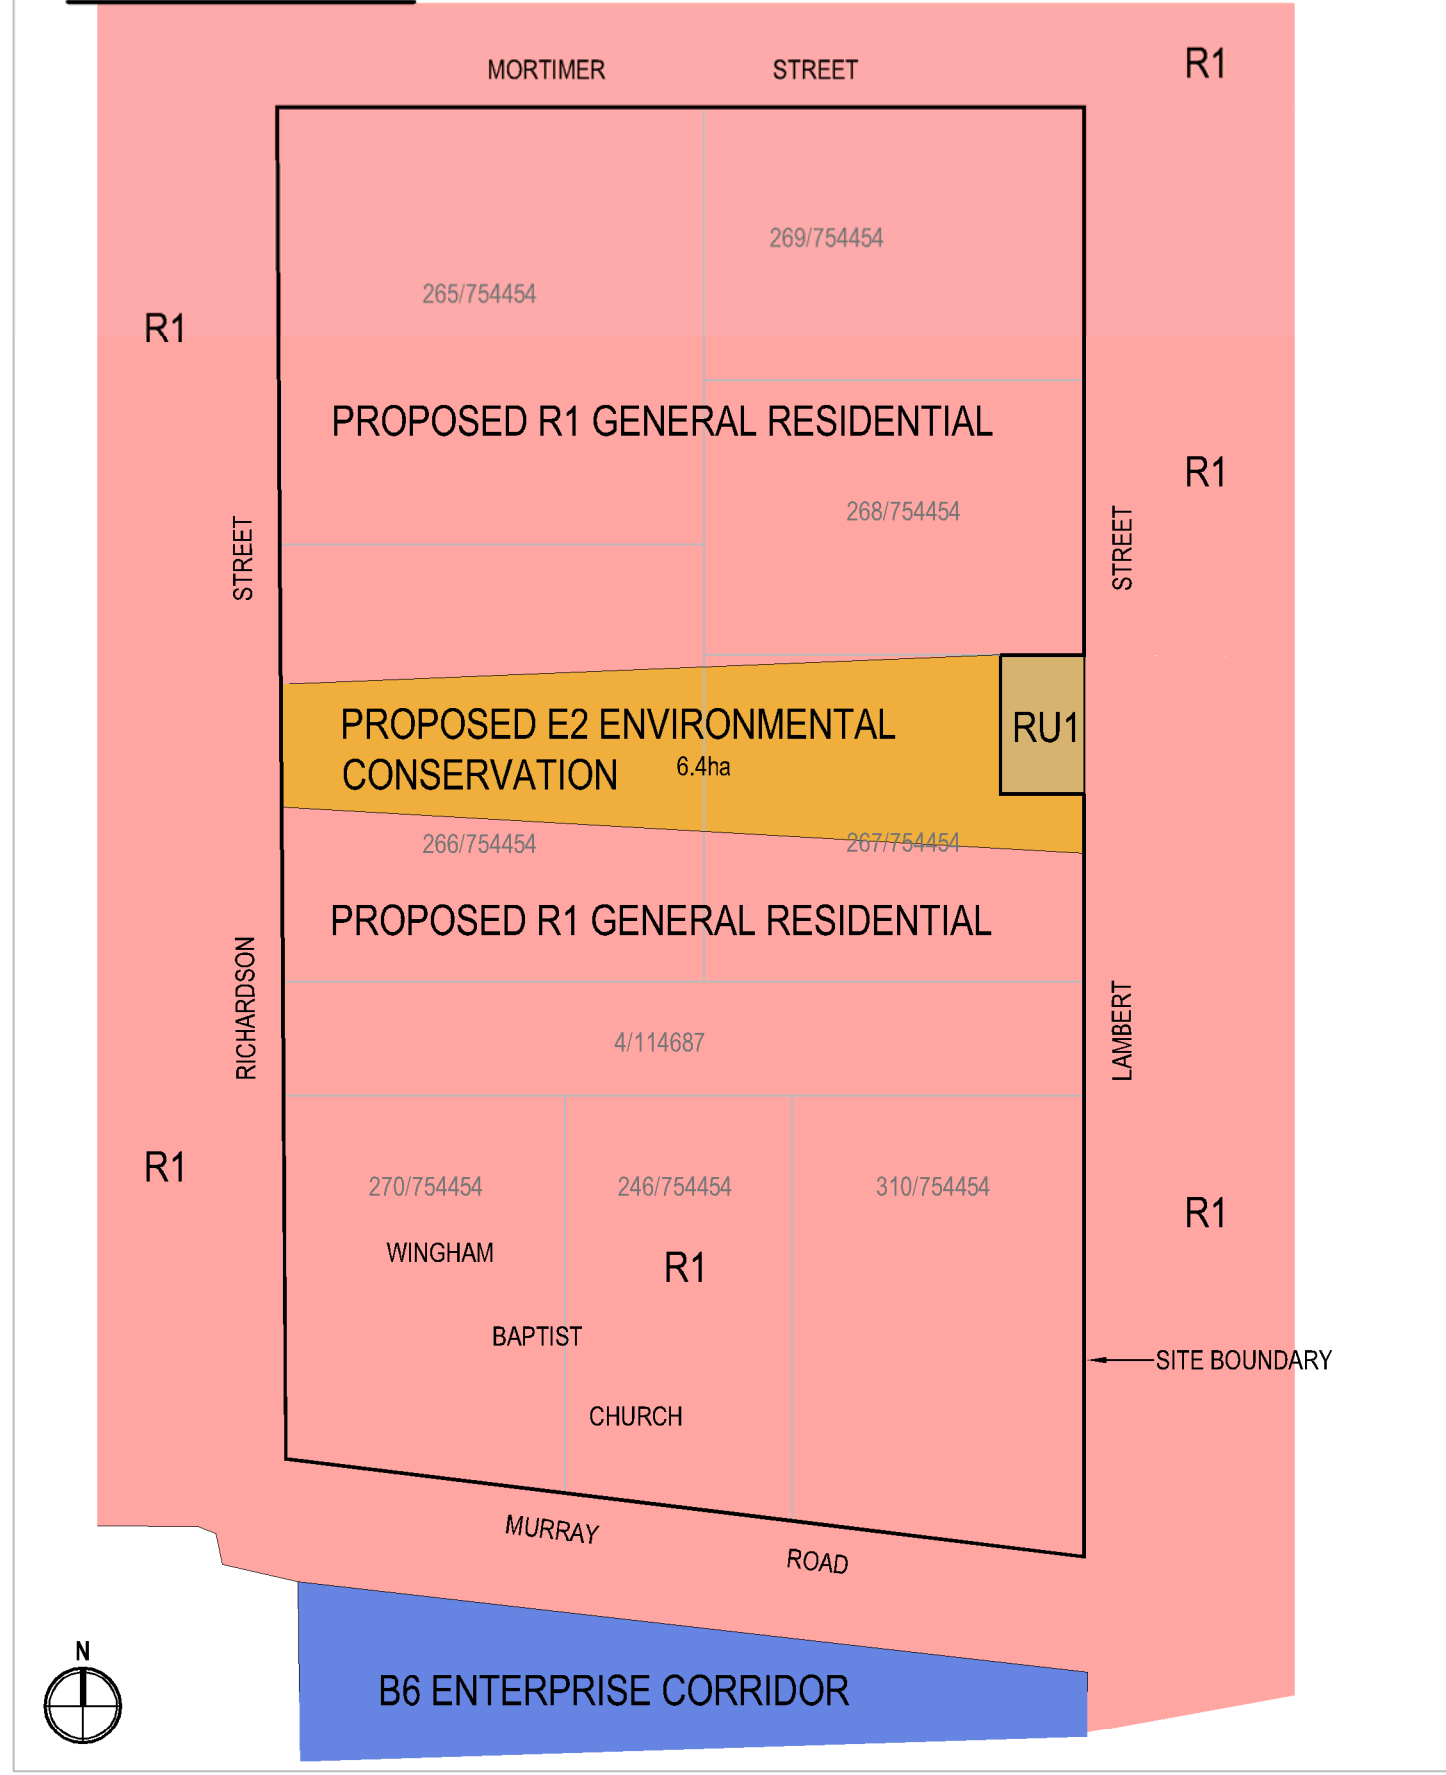 MORTIMER STREET
R1
269/754454
265/754454
R1
PROPOSED R1 GENERAL RESIDENTIAL
R1
268/754454
STREET
STREET
PROPOSED E2 ENVIRONMENTAL
CONSERVATION
6.4ha
RU1
266/754454
267/754454
PROPOSED R1 GENERAL RESIDENTIAL
RICHARDSON
LAMBERT
4/114687
R1
270/754454
246/754454
310/754454
R1
WINGHAM
R1
BAPTIST
SITE BOUNDARY
CHURCH
MURRAY
ROAD
N
B6 ENTERPRISE CORRIDOR